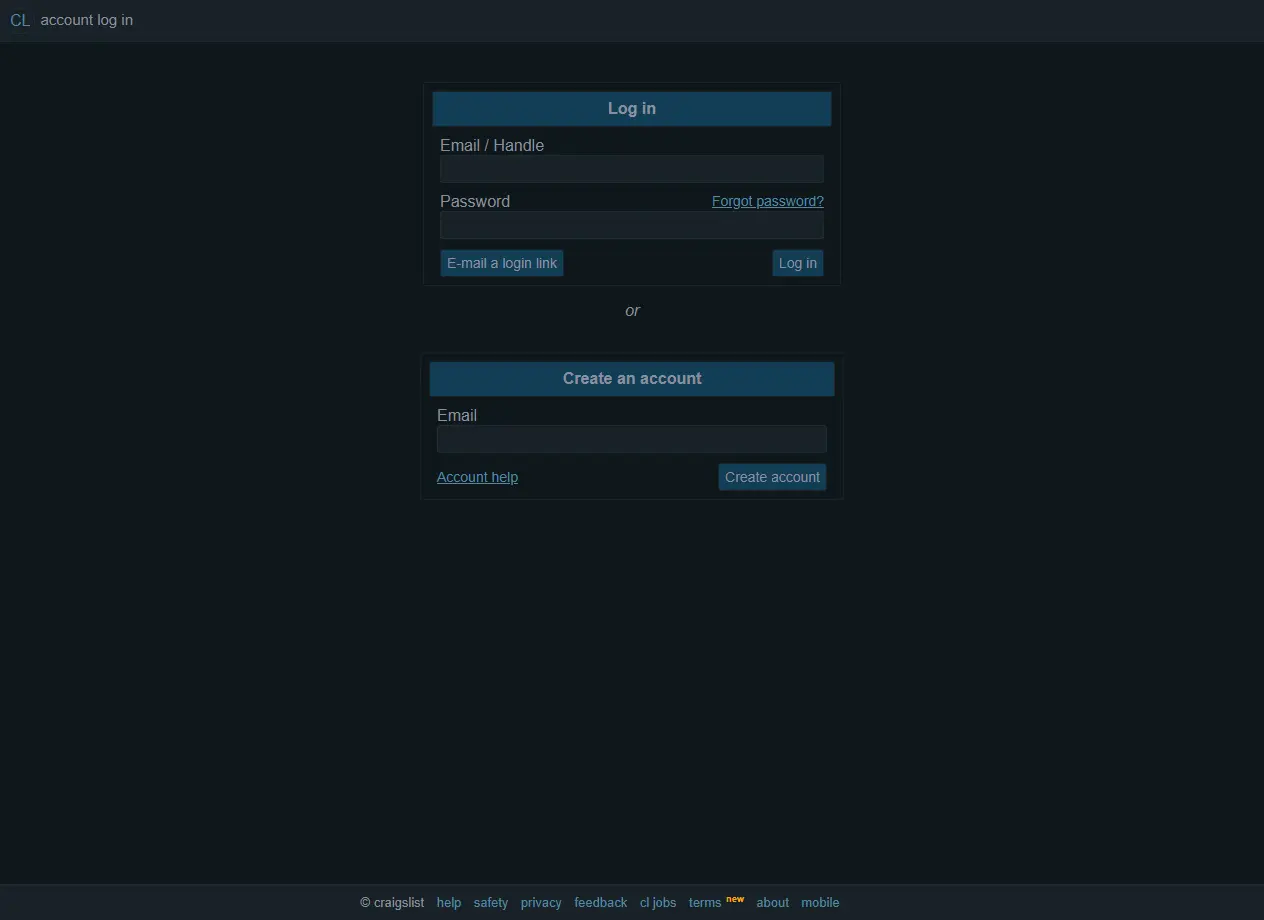 CL account log in
Log in
Email / Handle
Password Forgot password?
E-mail a login link Log in
or
Create an account
Email
Account help Create account
© craigslist help safety privacy feedback cl jobs terms new about mobile